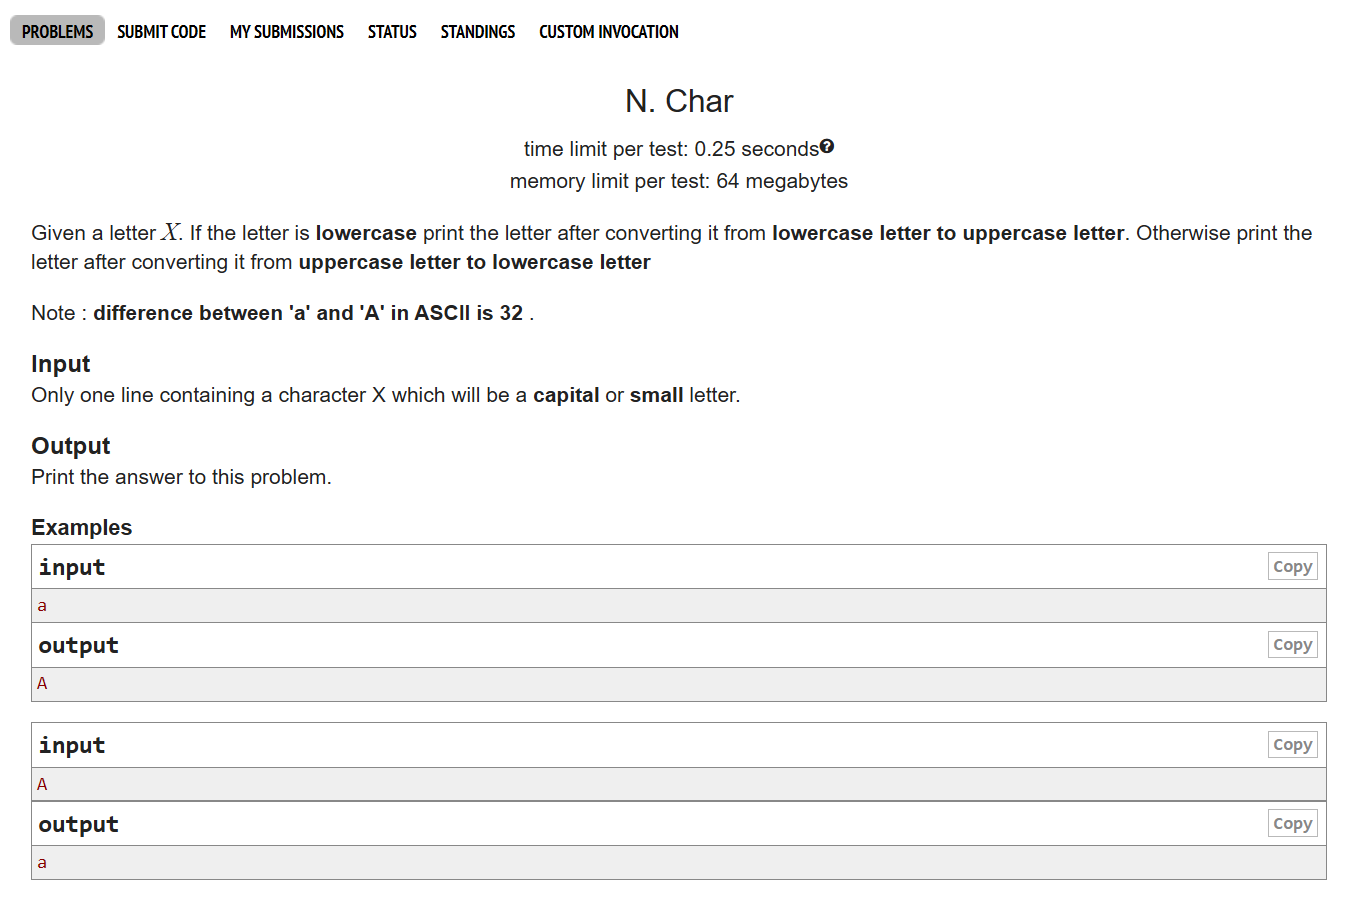 PROBLEMS SUBMIT CODE MY SUBMISSIONS STATUS STANDINGS CUSTOM INVOCATION
N. Char
time limit per test: 0.25 seconds?
memory limit per test: 64 megabytes
Given a letter X. If the letter is lowercase print the letter after converting it from lowercase letter to uppercase letter. Otherwise print the
letter after converting it from uppercase letter to lowercase letter
Note : difference between 'a' and 'A' in ASCII is 32 .
Input
Only one line containing a character X which will be a capital or small letter.
Output
Print the answer to this problem.
Examples
input Copy
a
output Copy
A
input Copy
A
output Copy
a